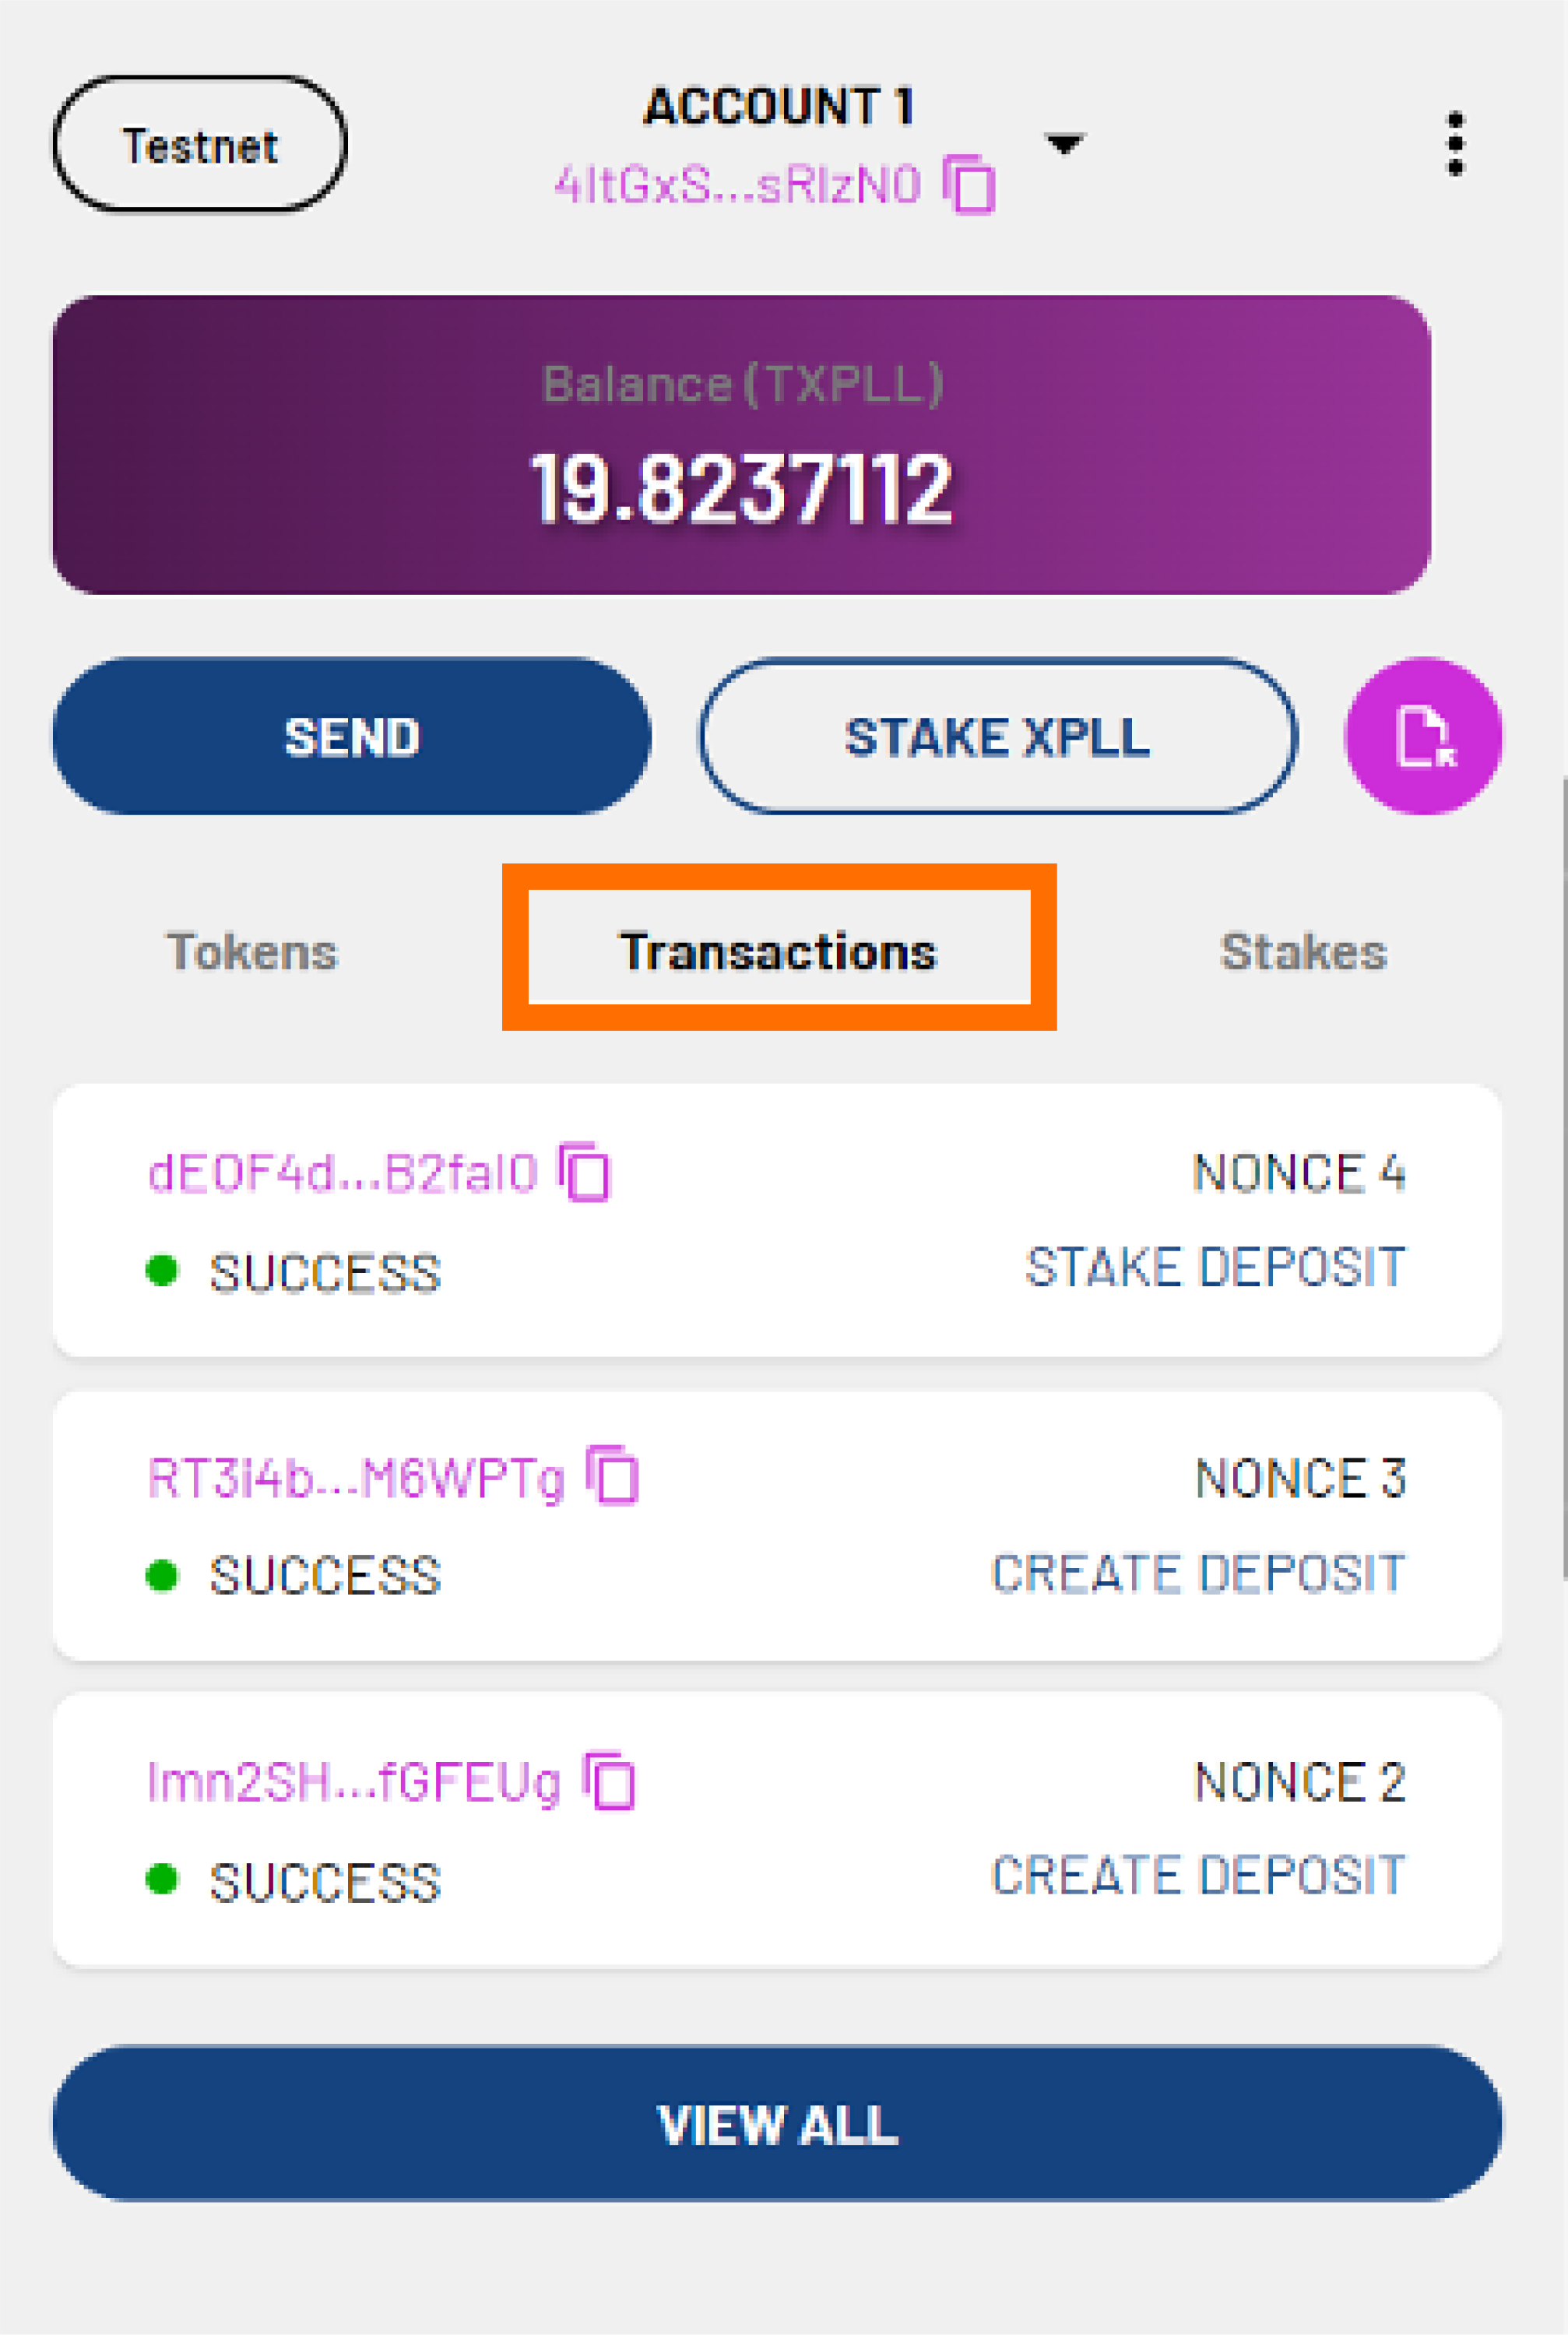 Testnet
ACCOUNT 1
4ItGxS...sRIzN0
Balance (TXPLL)
19.8237112
SEND
STAKE XPLL
Tokens
Transactions
Stakes
dEOF4d...B2faI0
NONCE 4
SUCCESS
STAKE DEPOSIT
RT3i4b...M6WPTg
NONCE 3
SUCCESS
CREATE DEPOSIT
Imn2SH...fGFEUg
NONCE 2
SUCCESS
CREATE DEPOSIT
VIEW ALL